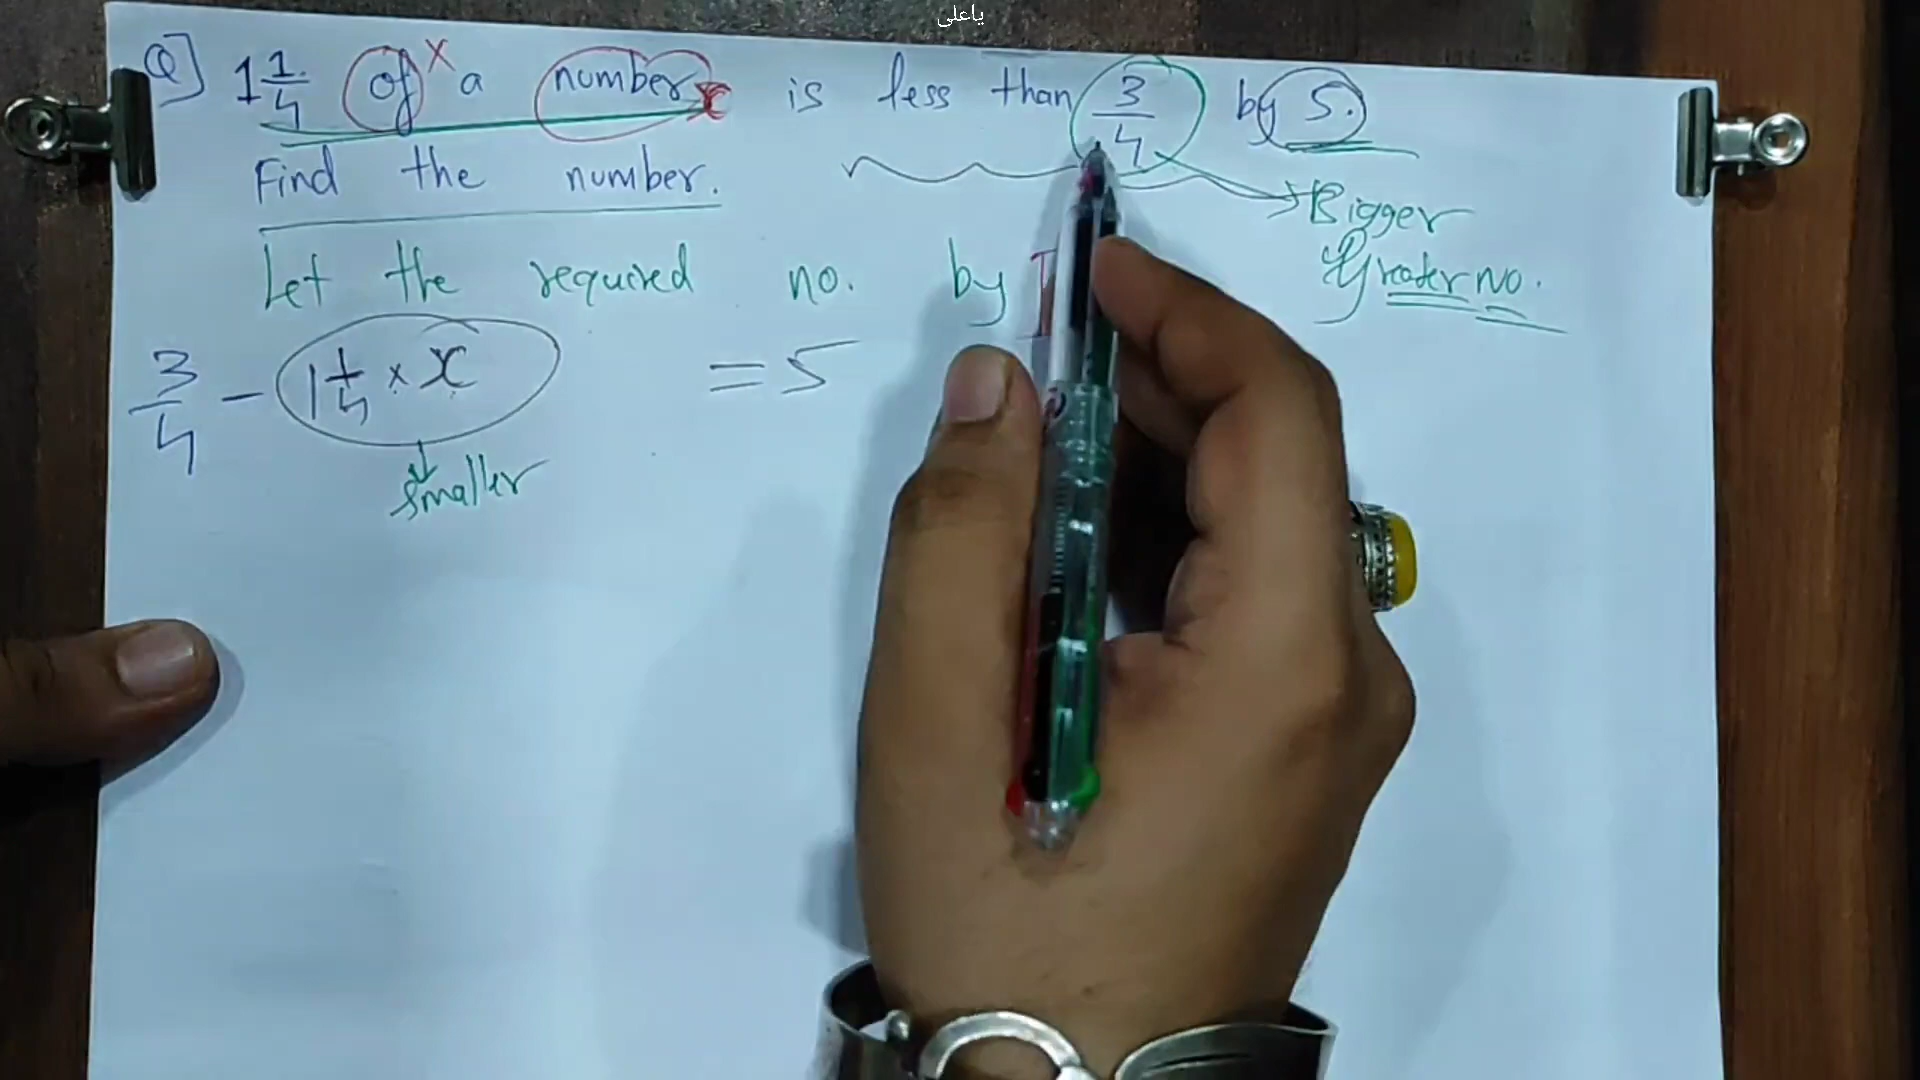 ياعلى
Q] 1 1/4 of x a number x is less than 3/4 by 5.
Find the number.
Bigger
Greater no.
Let the required no. by
3/4 - 1 1/4 × x = 5
smaller